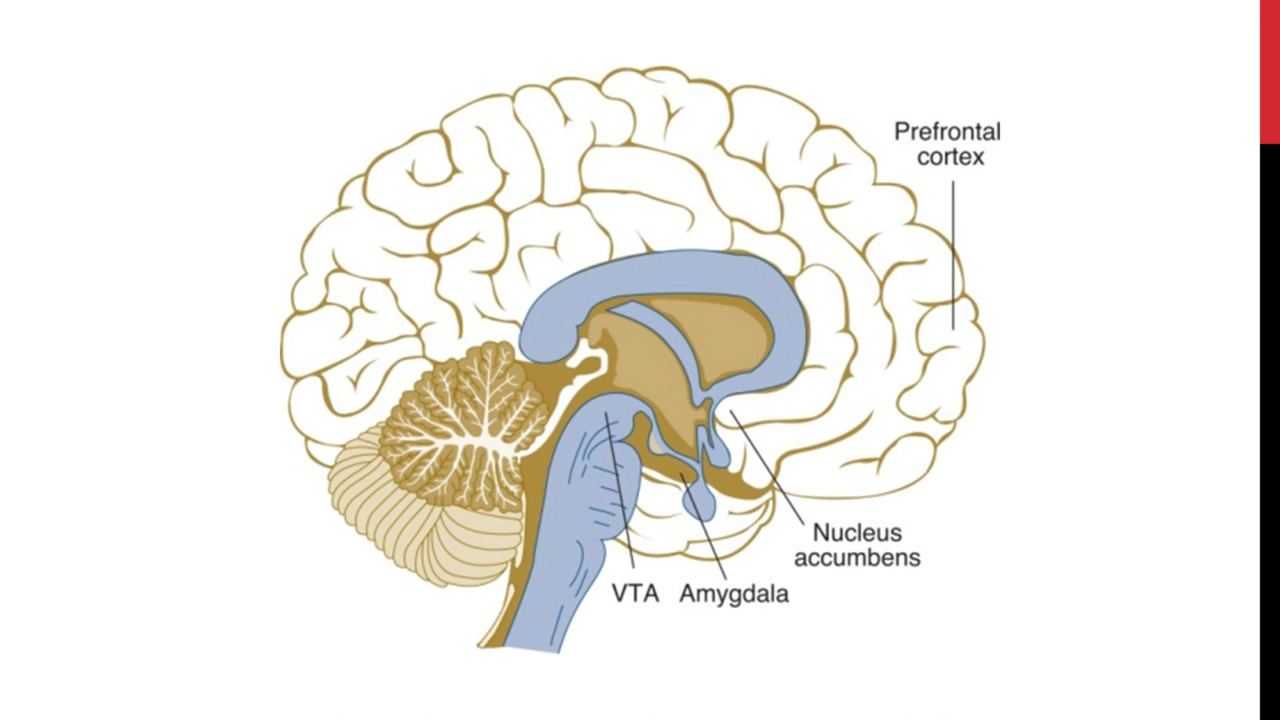 Prefrontal
cortex
Nucleus
accumbens
VTA
Amygdala